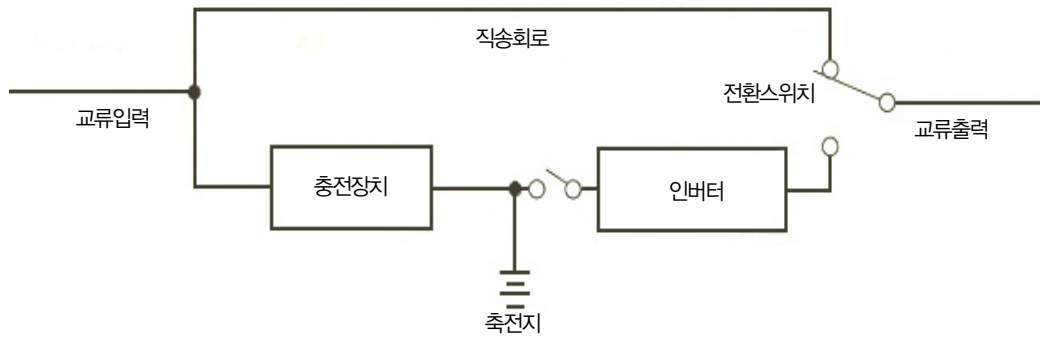 직송회로
전환스위치
교류입력
교류출력
충전장치
인버터
축전지